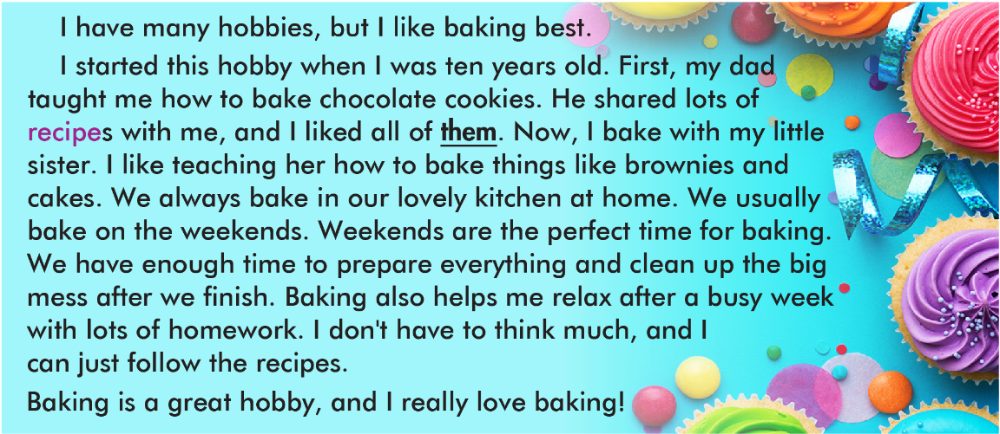 I have many hobbies, but I like baking best.
I started this hobby when I was ten years old. First, my dad
taught me how to bake chocolate cookies. He shared lots of
recipes with me, and I liked all of them. Now, I bake with my little
sister. I like teaching her how to bake things like brownies and
cakes. We always bake in our lovely kitchen at home. We usually
bake on the weekends. Weekends are the perfect time for baking.
We have enough time to prepare everything and clean up the big
mess after we finish. Baking also helps me relax after a busy week
with lots of homework. I don't have to think much, and I
can just follow the recipes.
Baking is a great hobby, and I really love baking!